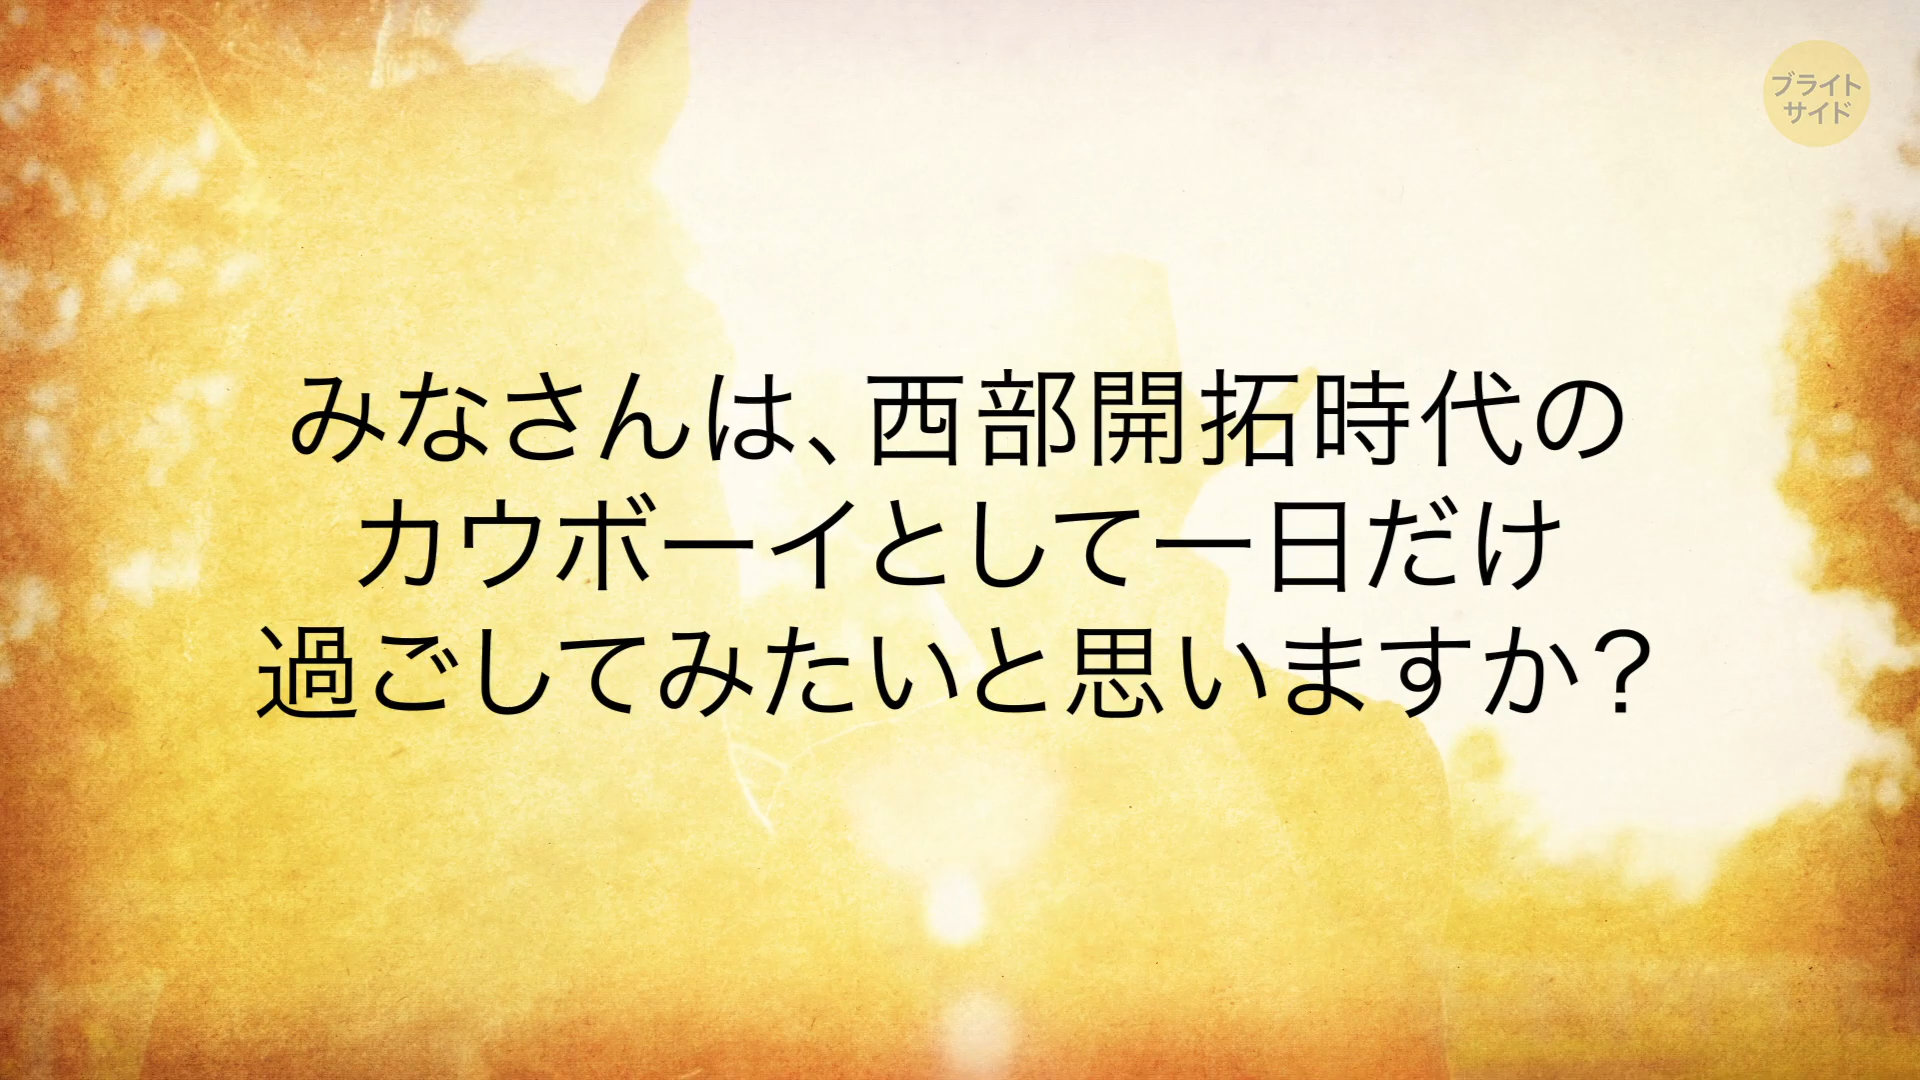 ブライト
サイド
みなさんは、西部開拓時代の
カウボーイとして一日だけ
過ごしてみたいと思いますか？